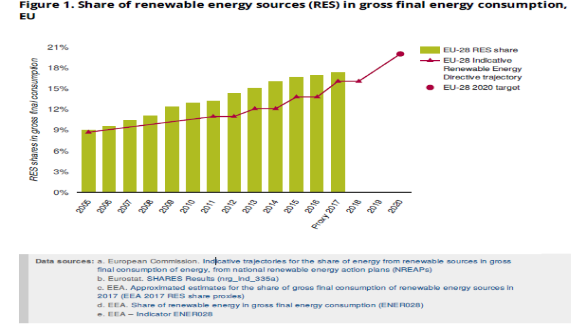 Figure 1. Share of renewable energy sources (RES) in gross final energy consumption,
EU
RES shares in gross final consumption
21%
18%
15%
12%
9%
6%
3%
0%
2005
2006
2007
2008
2009
2010
2011
2012
2013
2014
2015
2016
Proxy 2017
2018
2019
2020
EU-28 RES share
EU-28 Indicative
Renewable Energy
Directive trajectory
EU-28 2020 target
Data sources: a. European Commission. Indicative trajectories for the share of energy from renewable sources in gross
final consumption of energy, from national renewable energy action plans (NREAPs)
b. Eurostat. SHARES Results (nrg_ind_335a)
c. EEA. Approximated estimates for the share of gross final consumption of renewable energy sources in
2017 (EEA 2017 RES share proxies)
d. EEA. Share of renewable energy in gross final energy consumption (ENER028)
e. EEA – Indicator ENER028